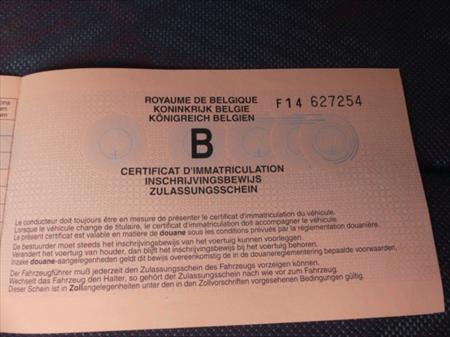 ROYAUME DE BELGIQUE
KONINKRIJK BELGIE
KÖNIGREICH BELGIEN
F14 627254
B
CERTIFICAT D'IMMATRICULATION
INSCHRIJVINGSBEWIJS
ZULASSUNGSSCHEIN
Le conducteur doit toujours être en mesure de présenter le certificat d'immatriculation du véhicule.
Lorsque le véhicule change de titulaire, le certificat d'immatriculation doit accompagner le véhicule.
Le présent certificat est valable en matière de douane sous les conditions prévues par la réglementation douanière.
De bestuurder moet steeds het inschrijvingsbewijs van het voertuig kunnen voorleggen.
Verandert het voertuig van houder, dan blijft het inschrijvingsbewijs bij het voertuig behoren.
Inzake douane-aangelegenheden geldt dit bewijs overeenkomstig de in de douanereglementering bepaalde voorwaarden.
Der Fahrzeugführer muß jederzeit den Zulassungsschein des Fahrzeugs vorzeigen können.
Wechselt das Fahrzeug den Halter, so gehört der Zulassungsschein nach wie vor zum Fahrzeug.
Dieser Schein ist in Zollangelegenheiten unter den in den Zollvorschriften vorgesehenen Bedingungen gültig.